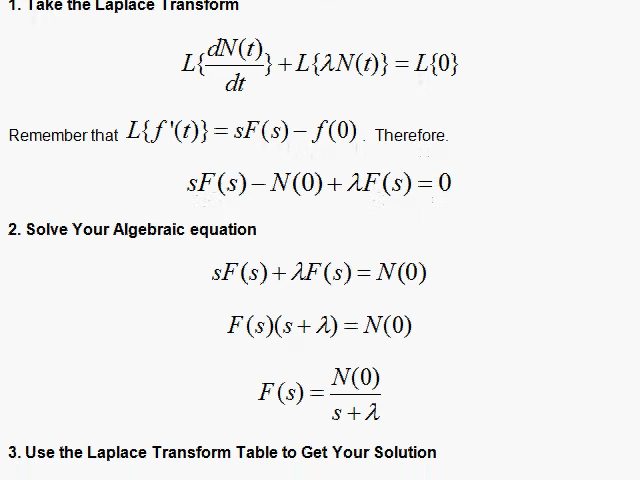 1. Take the Laplace Transform
L{dN(t)/dt} + L{λN(t)} = L{0}
Remember that L{f'(t)} = sF(s) − f(0). Therefore.
sF(s) − N(0) + λF(s) = 0
2. Solve Your Algebraic equation
sF(s) + λF(s) = N(0)
F(s)(s + λ) = N(0)
F(s) = N(0)/(s + λ)
3. Use the Laplace Transform Table to Get Your Solution